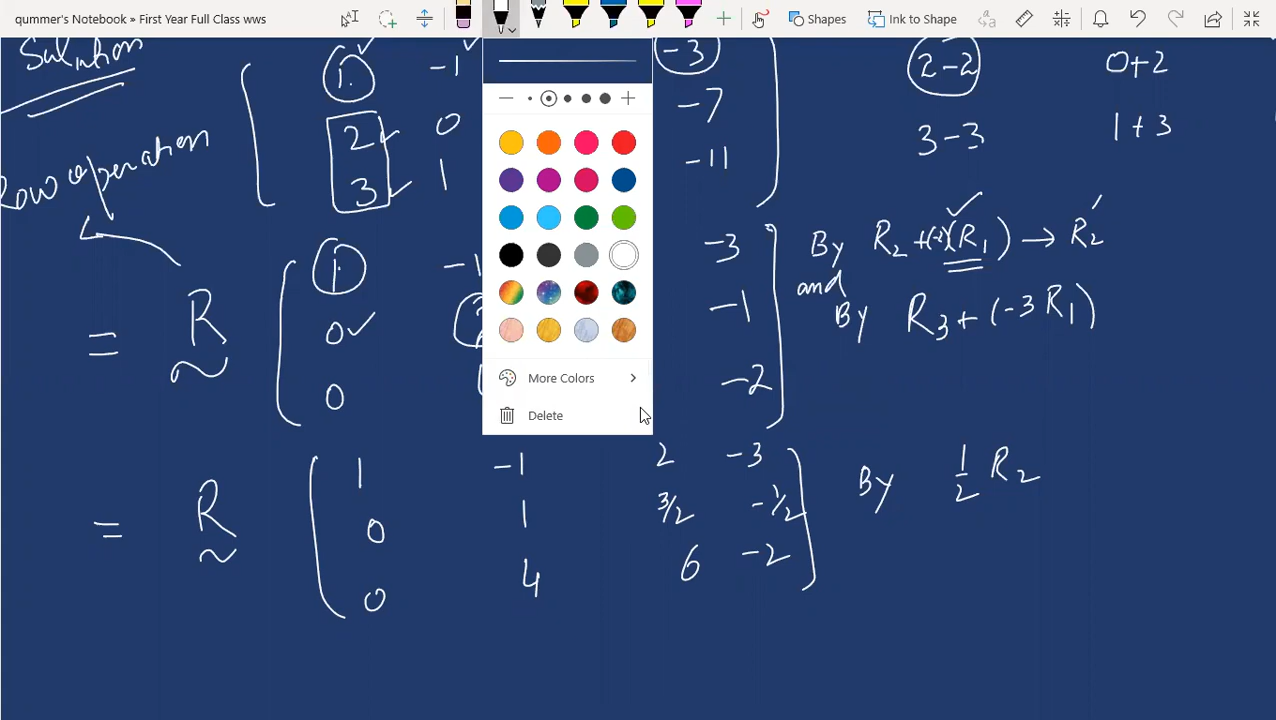 qummer's Notebook » First Year Full Class wws
Shapes Ink to Shape
Solution
1 -1 -3 2-2 0+2
2 0 -7
3 1 -11 3-3 1+3
Row operation
More Colors
Delete
= R
1 -1 -3
0 -1
0 -2
By R2 +(-2)(R1) → R2'
and
By R3 + (-3 R1)
= R
1 -1 2 -3 By 1/2 R2
0 1 3/2 -1/2
0 4 6 -2